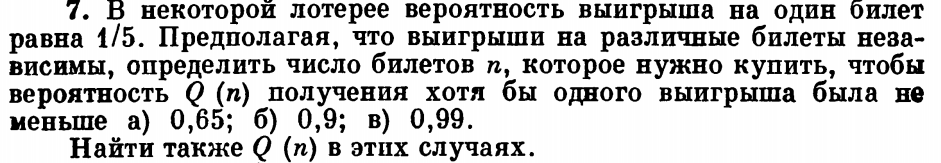 7. В некоторой лотерее вероятность выигрыша на один билет
равна 1/5. Предполагая, что выигрыши на различные билеты неза-
висимы, определить число билетов n, которое нужно купить, чтобы
вероятность Q (n) получения хотя бы одного выигрыша была не
меньше а) 0,65; б) 0,9; в) 0,99.
Найти также Q (n) в этих случаях.